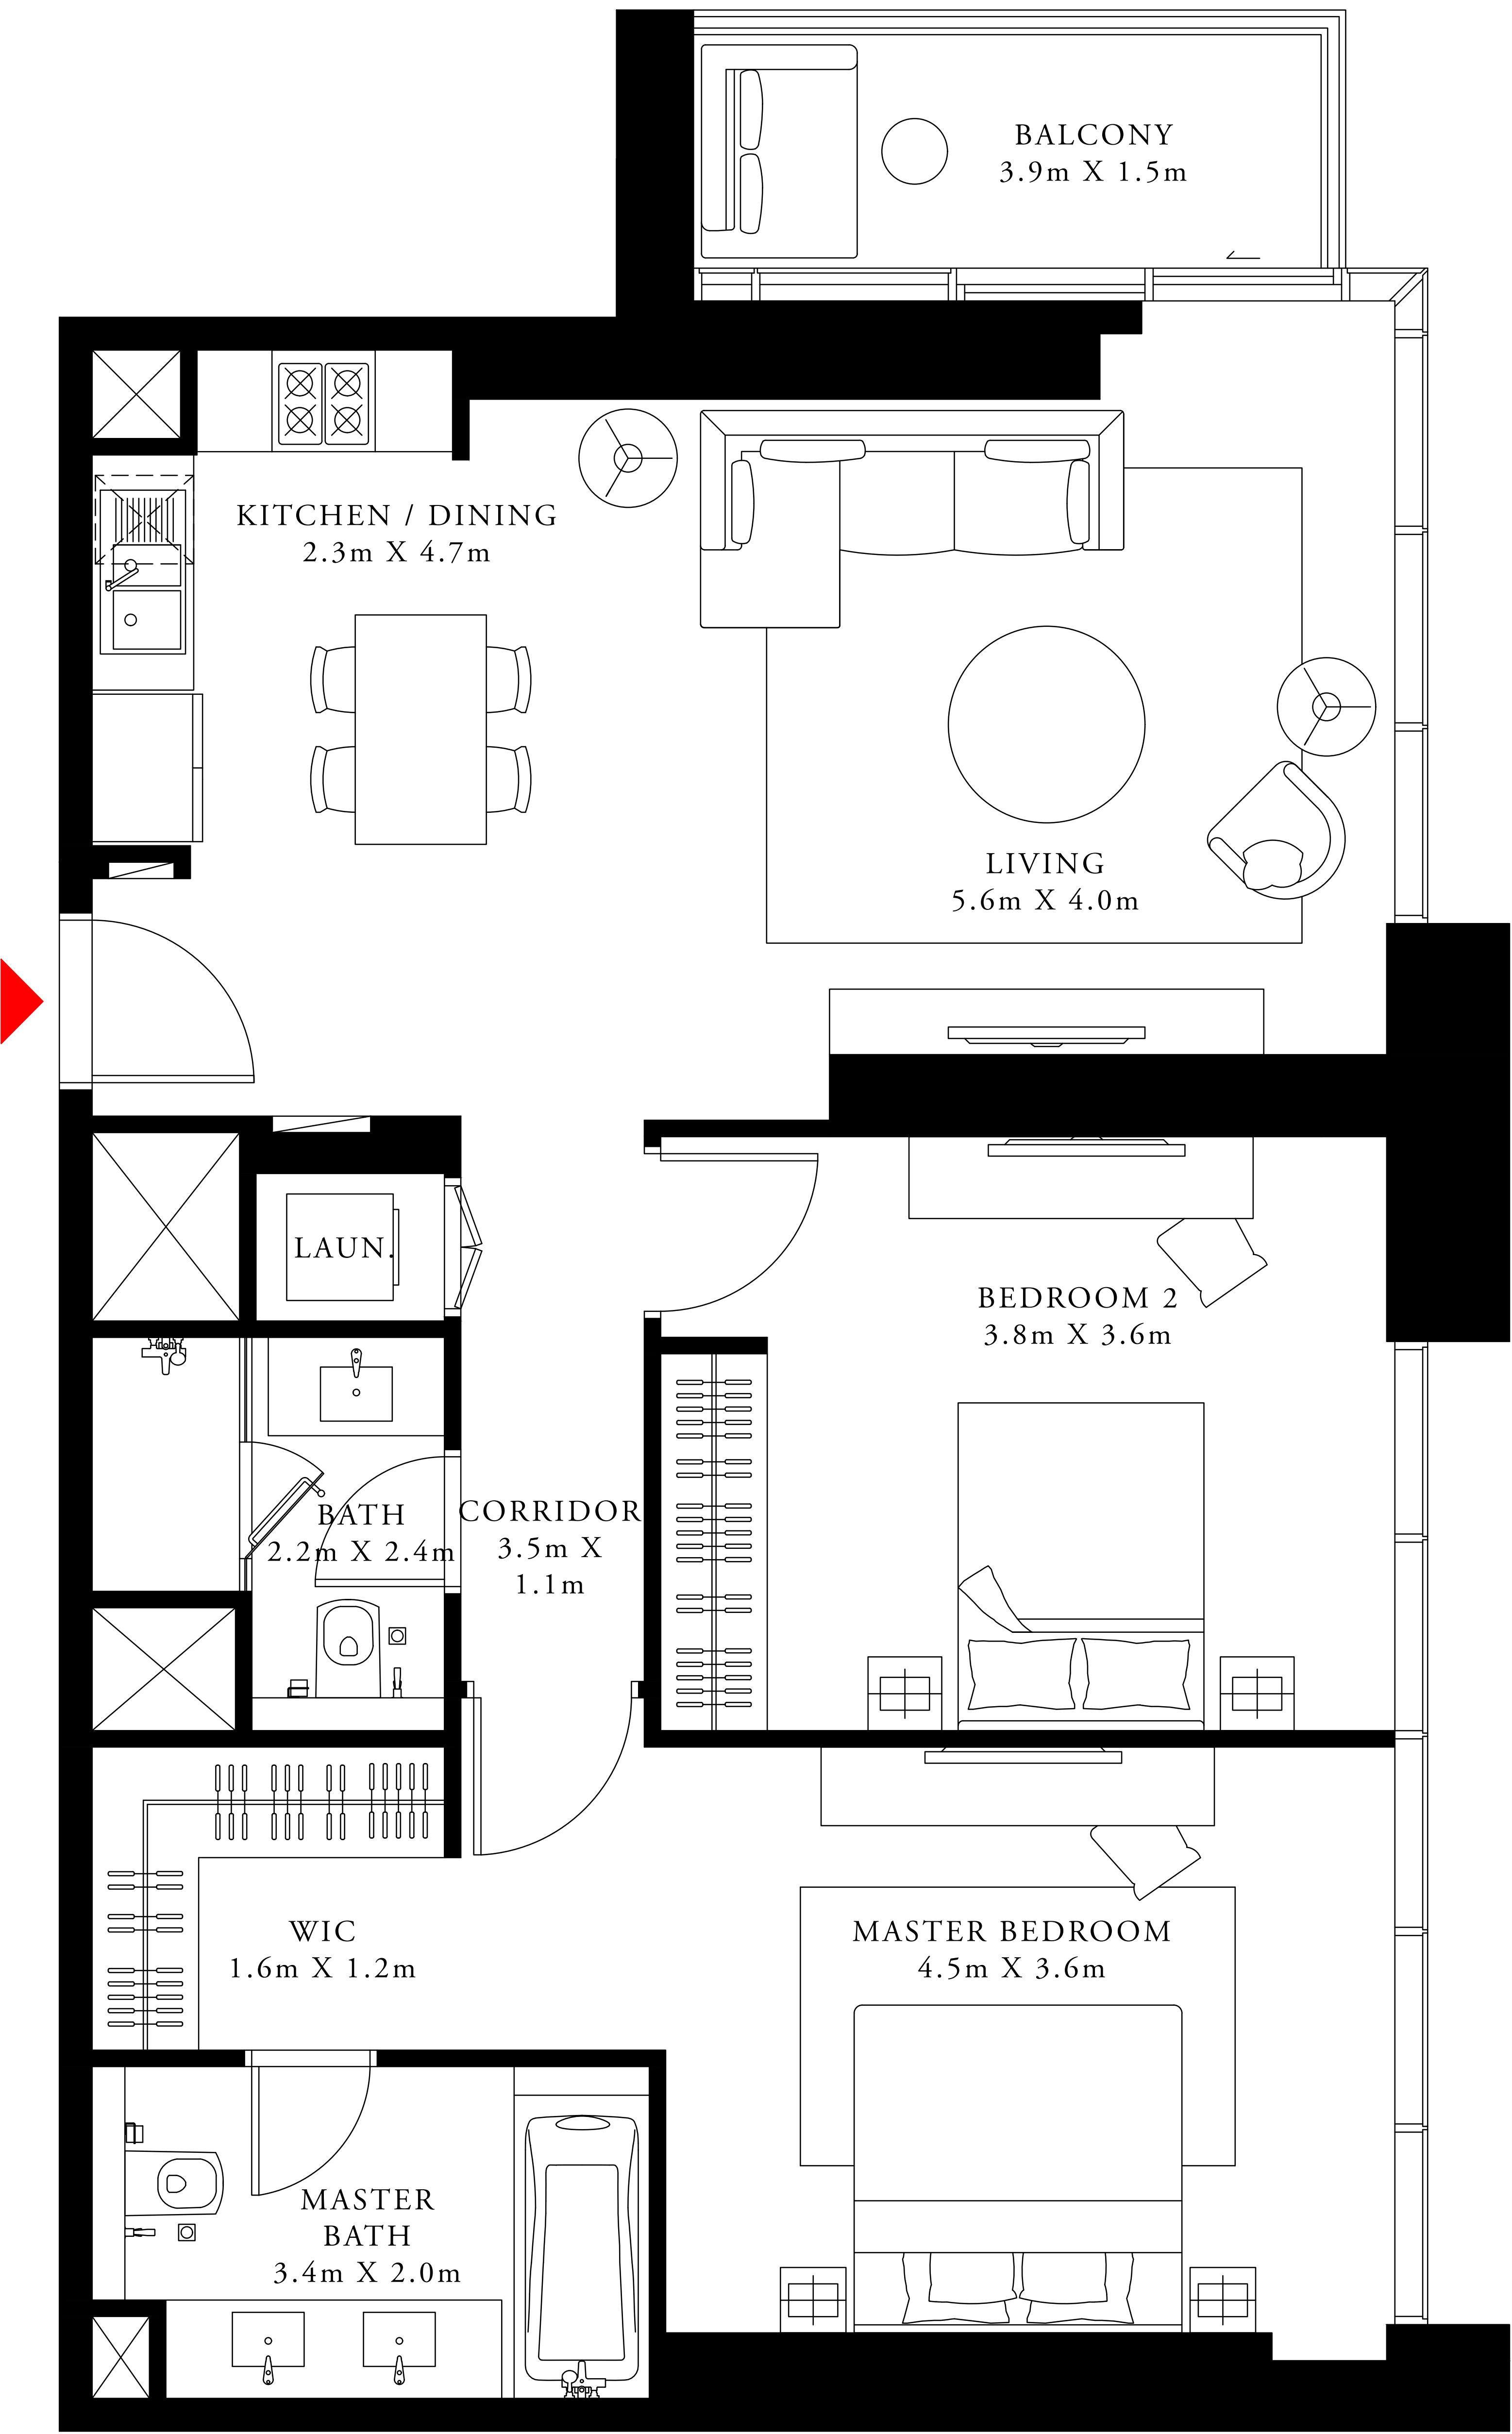 BALCONY
3.9m X 1.5m
KITCHEN / DINING
2.3m X 4.7m
LIVING
5.6m X 4.0m
LAUN.
BEDROOM 2
3.8m X 3.6m
BATH
2.2m X 2.4m
CORRIDOR
3.5m X
1.1m
WIC
1.6m X 1.2m
MASTER BEDROOM
4.5m X 3.6m
MASTER
BATH
3.4m X 2.0m